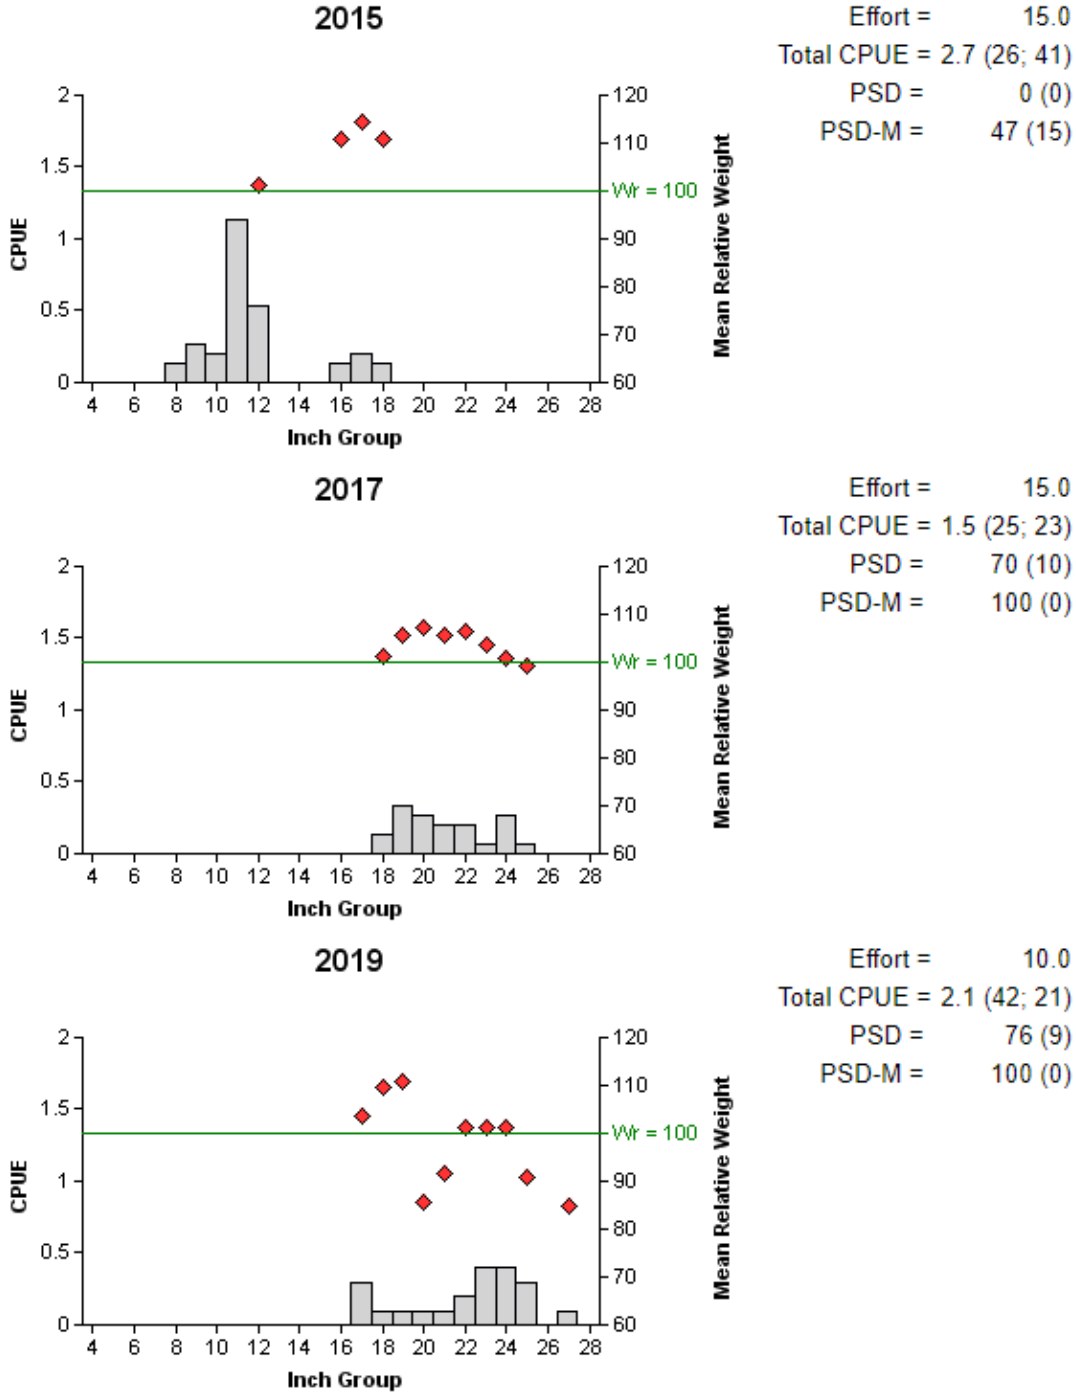 2015
Effort = 15.0
Total CPUE = 2.7 (26; 41)
PSD = 0 (0)
PSD-M = 47 (15)
2
1.5
1
0.5
0
CPUE
120
110
Wr = 100
90
80
70
60
Mean Relative Weight
4 6 8 10 12 14 16 18 20 22 24 26 28
Inch Group
2017
Effort = 15.0
Total CPUE = 1.5 (25; 23)
PSD = 70 (10)
PSD-M = 100 (0)
2
1.5
1
0.5
0
CPUE
120
110
Wr = 100
90
80
70
60
Mean Relative Weight
4 6 8 10 12 14 16 18 20 22 24 26 28
Inch Group
2019
Effort = 10.0
Total CPUE = 2.1 (42; 21)
PSD = 76 (9)
PSD-M = 100 (0)
2
1.5
1
0.5
0
CPUE
120
110
Wr = 100
90
80
70
60
Mean Relative Weight
4 6 8 10 12 14 16 18 20 22 24 26 28
Inch Group